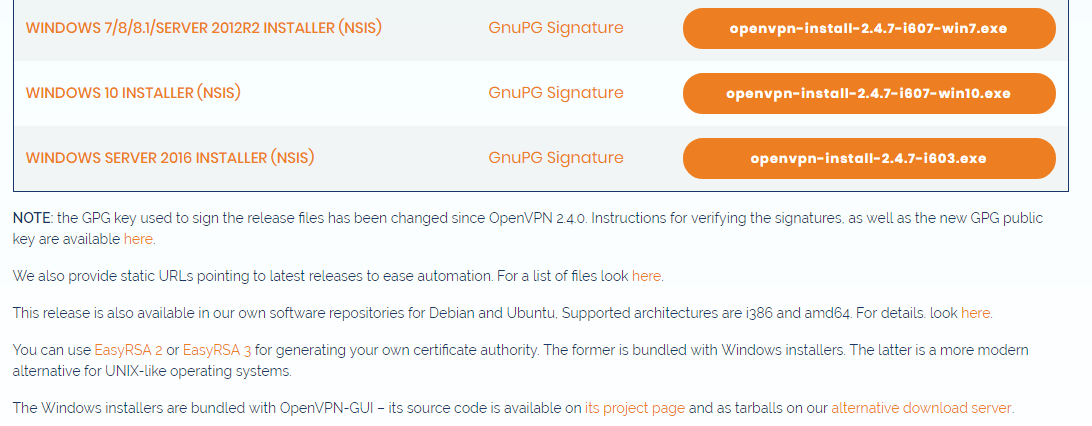 WINDOWS 7/8/8.1/SERVER 2012R2 INSTALLER (NSIS) GnuPG Signature openvpn-install-2.4.7-i607-win7.exe
WINDOWS 10 INSTALLER (NSIS) GnuPG Signature openvpn-install-2.4.7-i607-win10.exe
WINDOWS SERVER 2016 INSTALLER (NSIS) GnuPG Signature openvpn-install-2.4.7-i603.exe
NOTE: the GPG key used to sign the release files has been changed since OpenVPN 2.4.0. Instructions for verifying the signatures, as well as the new GPG public
key are available here.
We also provide static URLs pointing to latest releases to ease automation. For a list of files look here.
This release is also available in our own software repositories for Debian and Ubuntu, Supported architectures are i386 and amd64. For details. look here.
You can use EasyRSA 2 or EasyRSA 3 for generating your own certificate authority. The former is bundled with Windows installers. The latter is a more modern
alternative for UNIX-like operating systems.
The Windows installers are bundled with OpenVPN-GUI – its source code is available on its project page and as tarballs on our alternative download server.